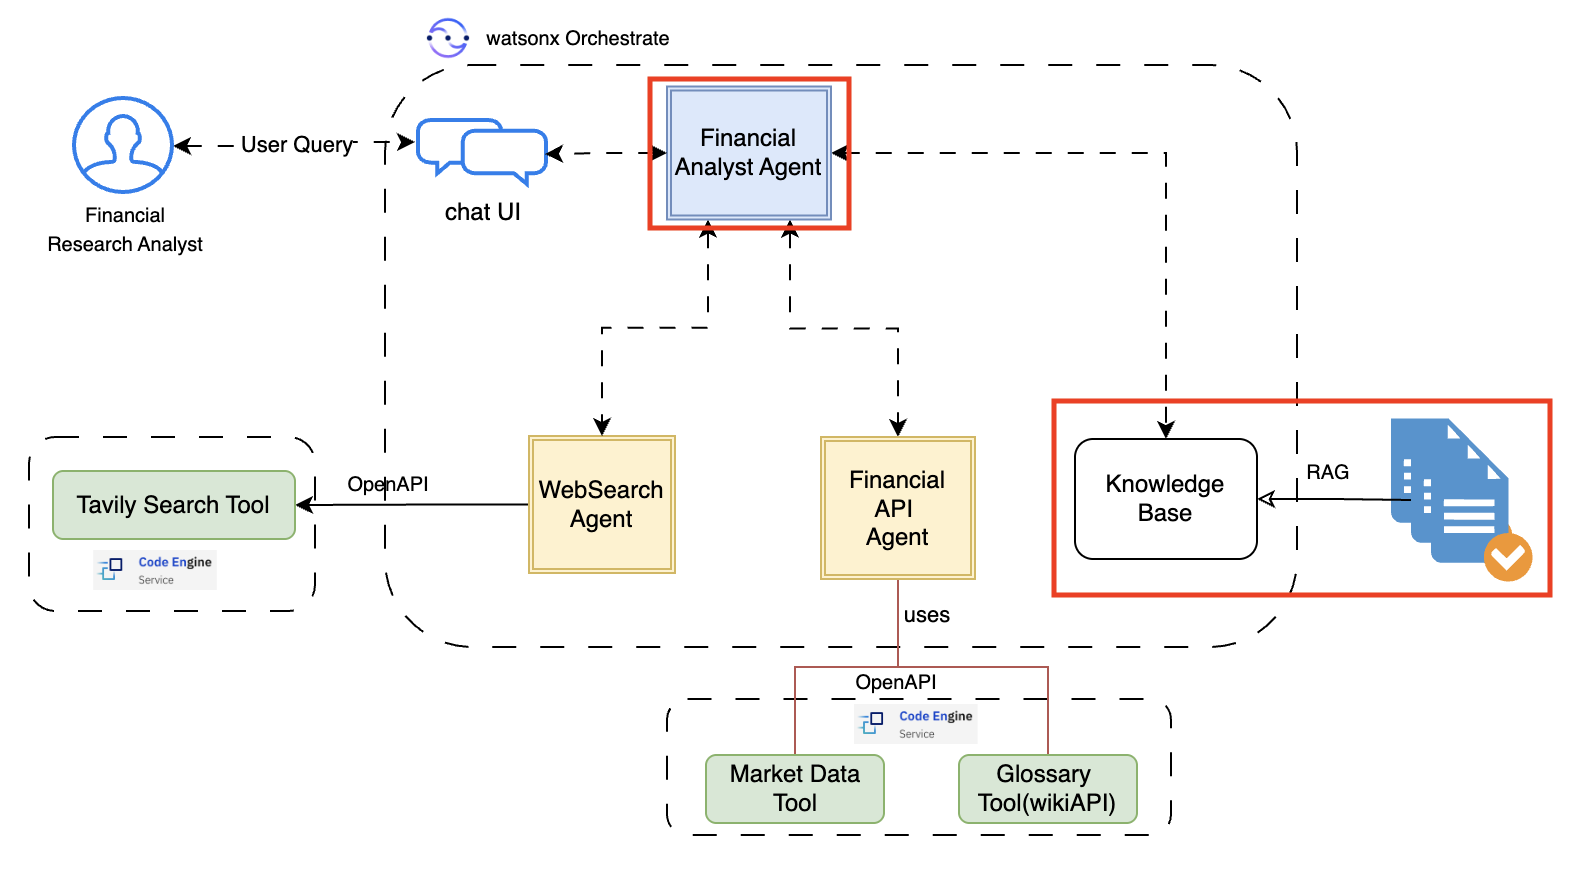 watsonx Orchestrate
User Query
Financial
Research Analyst
chat UI
Financial
Analyst Agent
Tavily Search Tool
Code Engine
Service
OpenAPI
WebSearch
Agent
Financial
API
Agent
Knowledge
Base
RAG
uses
OpenAPI
Code Engine
Service
Market Data
Tool
Glossary
Tool(wikiAPI)